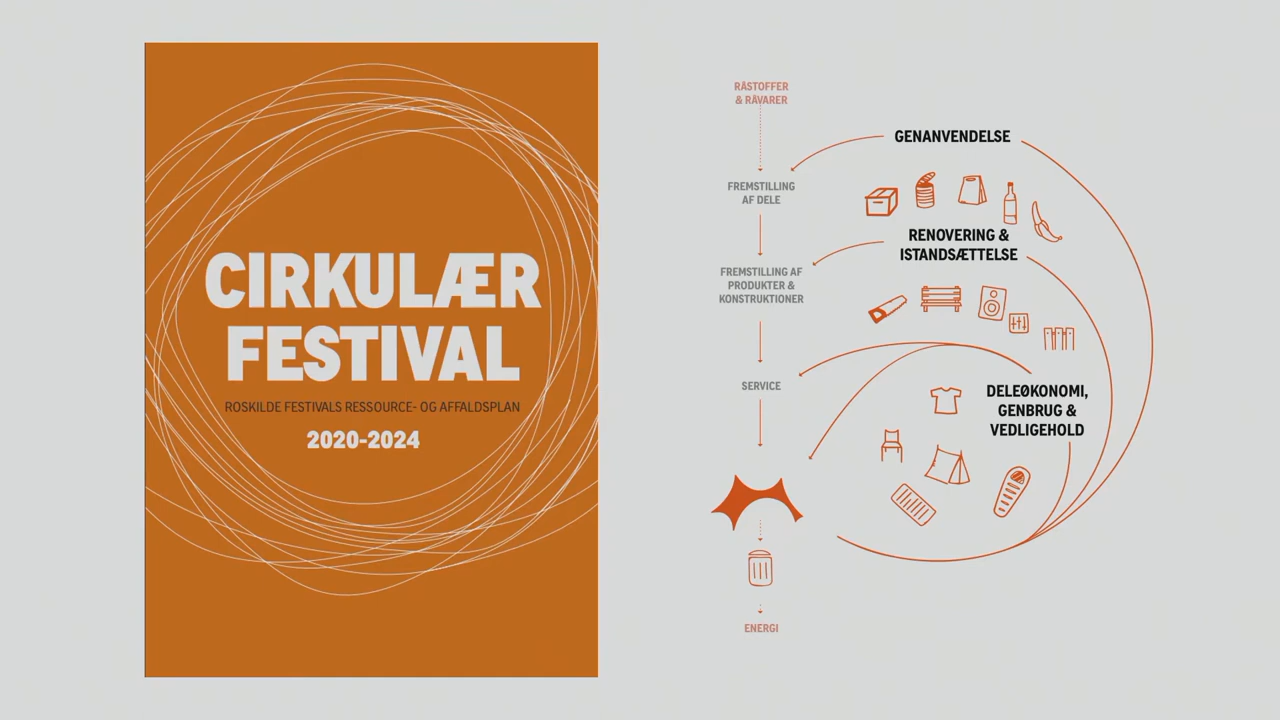 CIRKULÆR
FESTIVAL
ROSKILDE FESTIVALS RESSOURCE- OG AFFALDSPLAN
2020-2024
RÅSTOFFER
& RÅVARER
FREMSTILLING
AF DELE
FREMSTILLING AF
PRODUKTER &
KONSTRUKTIONER
SERVICE
ENERGI
GENANVENDELSE
RENOVERING &
ISTANDSÆTTELSE
DELEØKONOMI,
GENBRUG &
VEDLIGEHOLD